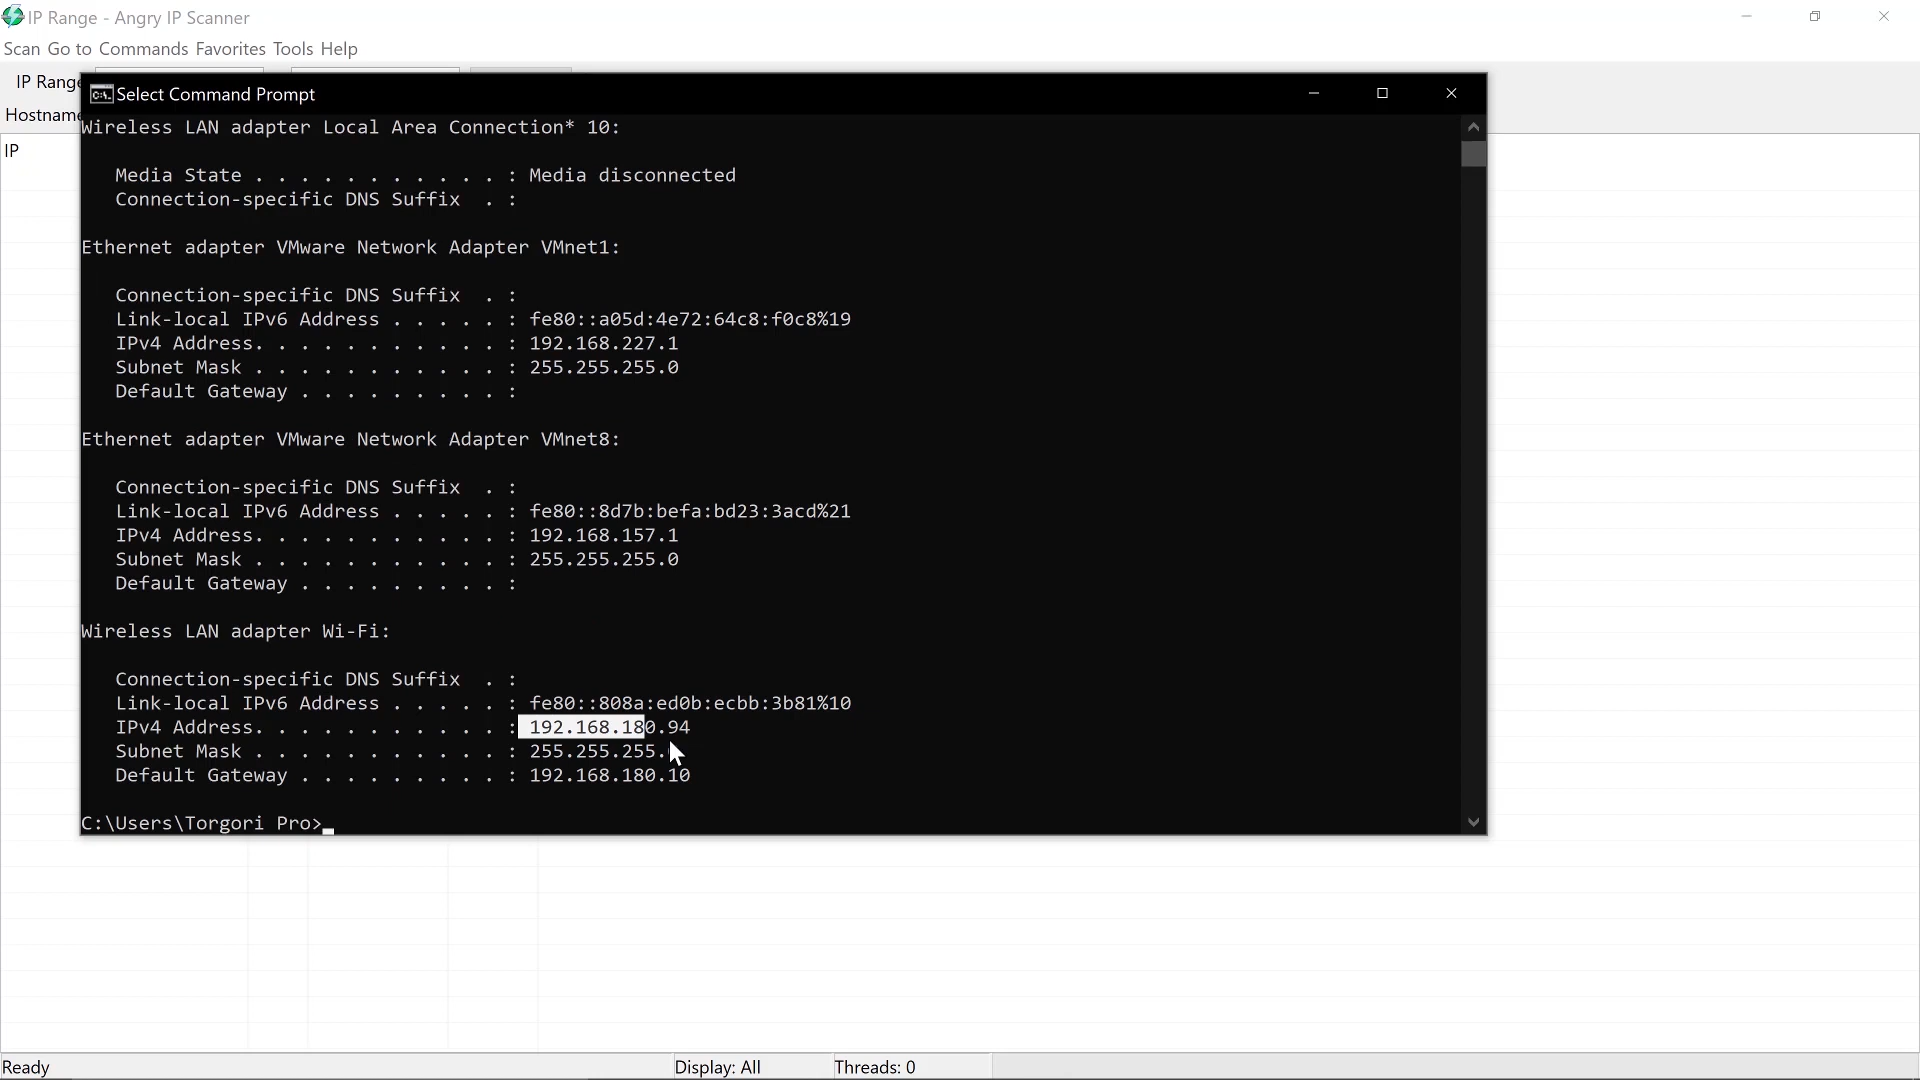 IP Range - Angry IP Scanner
Scan Go to Commands Favorites Tools Help
IP Range
Hostname
IP
Select Command Prompt
Wireless LAN adapter Local Area Connection* 10:
Media State . . . . . . . . . . . : Media disconnected
Connection-specific DNS Suffix . :
Ethernet adapter VMware Network Adapter VMnet1:
Connection-specific DNS Suffix . :
Link-local IPv6 Address . . . . . : fe80::a05d:4e72:64c8:f0c8%19
IPv4 Address. . . . . . . . . . . : 192.168.227.1
Subnet Mask . . . . . . . . . . . : 255.255.255.0
Default Gateway . . . . . . . . . :
Ethernet adapter VMware Network Adapter VMnet8:
Connection-specific DNS Suffix . :
Link-local IPv6 Address . . . . . : fe80::8d7b:befa:bd23:3acd%21
IPv4 Address. . . . . . . . . . . : 192.168.157.1
Subnet Mask . . . . . . . . . . . : 255.255.255.0
Default Gateway . . . . . . . . . :
Wireless LAN adapter Wi-Fi:
Connection-specific DNS Suffix . :
Link-local IPv6 Address . . . . . : fe80::808a:ed0b:ecbb:3b81%10
IPv4 Address. . . . . . . . . . . : 192.168.180.94
Subnet Mask . . . . . . . . . . . : 255.255.255.
Default Gateway . . . . . . . . . : 192.168.180.10
C:\Users\Torgori Pro>
Ready
Display: All
Threads: 0